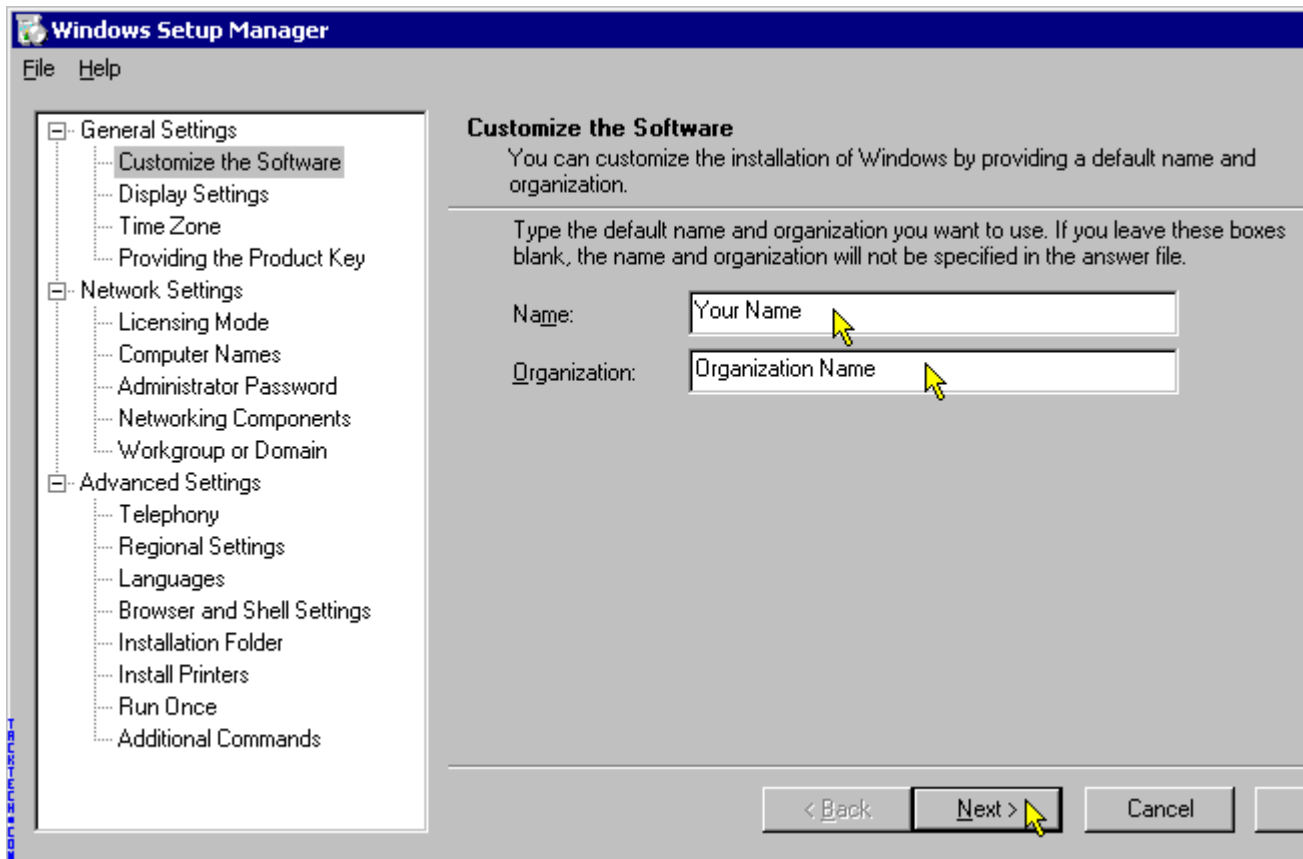 Windows Setup Manager
File Help
General Settings
Customize the Software
Display Settings
Time Zone
Providing the Product Key
Network Settings
Licensing Mode
Computer Names
Administrator Password
Networking Components
Workgroup or Domain
Advanced Settings
Telephony
Regional Settings
Languages
Browser and Shell Settings
Installation Folder
Install Printers
Run Once
Additional Commands
Customize the Software
You can customize the installation of Windows by providing a default name and
organization.
Type the default name and organization you want to use. If you leave these boxes
blank, the name and organization will not be specified in the answer file.
Name: Your Name
Organization: Organization Name
< Back Next > Cancel
TACKTECH.COM